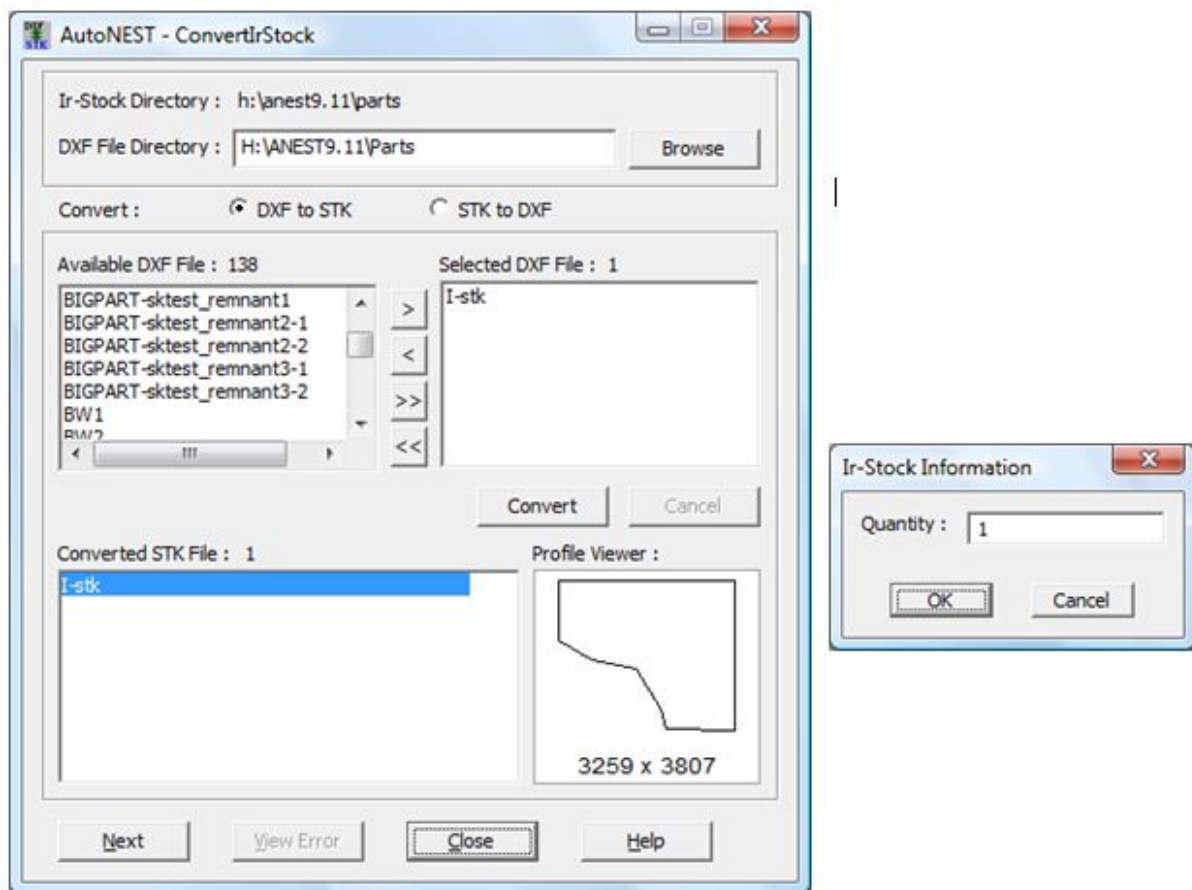 DXF
STK
AutoNEST - ConvertIrStock
Ir-Stock Directory : h:\anest9.11\parts
DXF File Directory : H:\ANEST9.11\Parts Browse
Convert : DXF to STK STK to DXF
Available DXF File : 138 Selected DXF File : 1
BIGPART-sktest_remnant1 > I-stk
BIGPART-sktest_remnant2-1
BIGPART-sktest_remnant2-2 <
BIGPART-sktest_remnant3-1
BIGPART-sktest_remnant3-2 >>
BW1
BW2 <<
Convert Cancel
Converted STK File : 1 Profile Viewer :
I-stk
3259 x 3807
Next View Error Close Help
Ir-Stock Information
Quantity : 1
OK Cancel